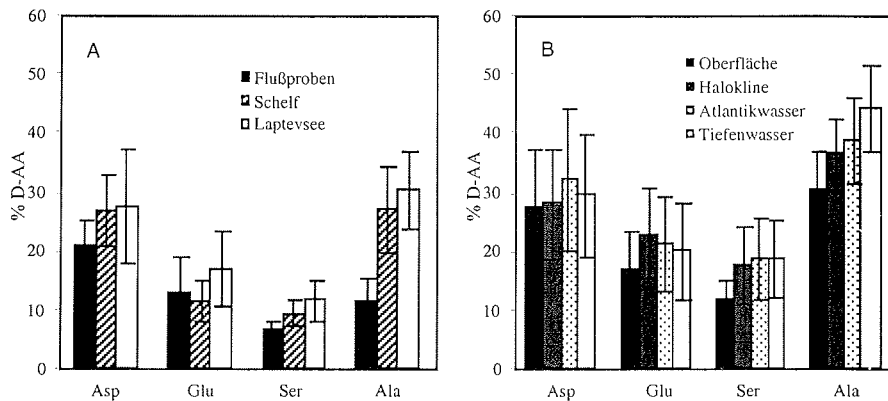 A
% D-AA
60
50
40
30
20
10
0
Flußproben
Schelf
Laptevsee
Asp Glu Ser Ala
B
% D-AA
60
50
40
30
20
10
0
Oberfläche
Halokline
Atlantikwasser
Tiefenwasser
Asp Glu Ser Ala